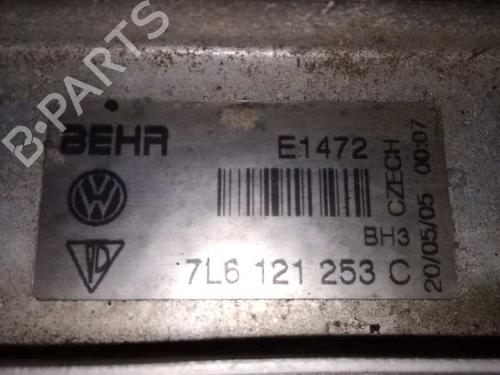 B-PARTS
BEHR
E1472
CZECH
BH3
20/05/05 00:07
7L6 121 253 C